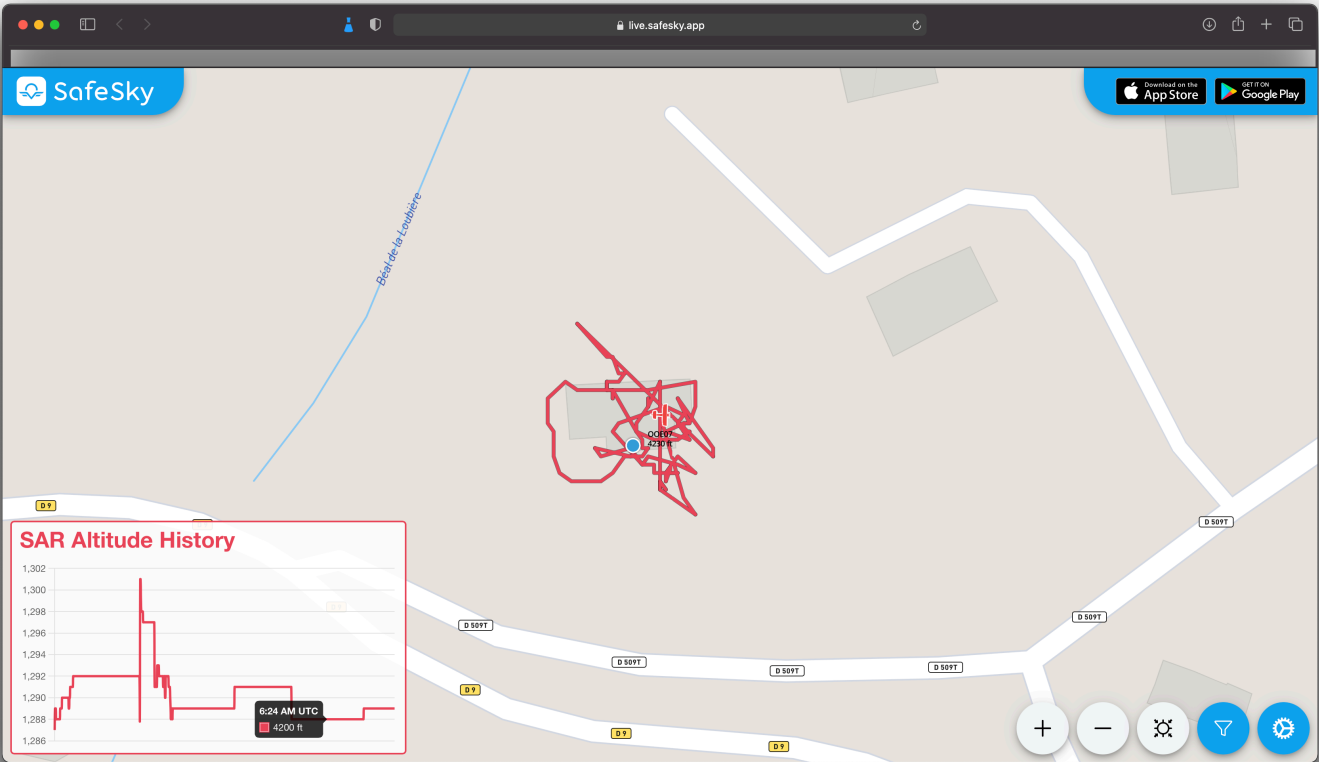 live.safesky.app
SafeSky
Download on the
App Store
GET IT ON
Google Play
Béal de la Loubière
4230 ft
D 9
D 509T
SAR Altitude History
1,302
1,300
1,298
1,296
1,294
1,292
1,290
1,288
1,286
6:24 AM UTC
4200 ft
D 509T
D 509T
D 509T
D 509T
D 509T
D 9
D 9
D 9